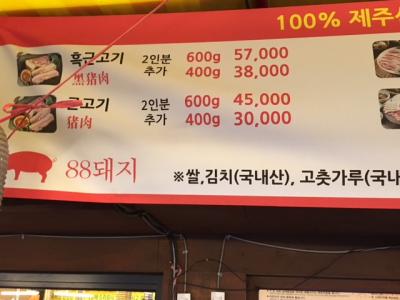 100% 제주
흑근고기 2인분 600g 57,000
黑猪肉 추가 400g 38,000
근고기 2인분 600g 45,000
猪肉 추가 400g 30,000
88돼지
※쌀,김치(국내산), 고춧가루(국내